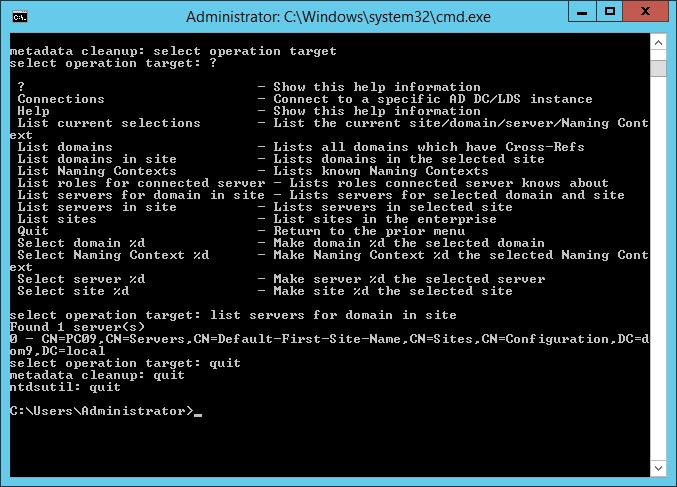 Administrator: C:\Windows\system32\cmd.exe
metadata cleanup: select operation target
select operation target: ?
? - Show this help information
Connections - Connect to a specific AD DC/LDS instance
Help - Show this help information
List current selections - List the current site/domain/server/Naming Cont
ext
List domains - Lists all domains which have Cross-Refs
List domains in site - Lists domains in the selected site
List Naming Contexts - Lists known Naming Contexts
List roles for connected server - Lists roles connected server knows about
List servers for domain in site - Lists servers for selected domain and site
List servers in site - Lists servers in selected site
List sites - List sites in the enterprise
Quit - Return to the prior menu
Select domain %d - Make domain %d the selected domain
Select Naming Context %d - Make Naming Context %d the selected Naming Cont
ext
Select server %d - Make server %d the selected server
Select site %d - Make site %d the selected site
select operation target: list servers for domain in site
Found 1 server(s)
0 - CN=PC09,CN=Servers,CN=Default-First-Site-Name,CN=Sites,CN=Configuration,DC=d
om9,DC=local
select operation target: quit
metadata cleanup: quit
ntdsutil: quit
C:\Users\Administrator>_